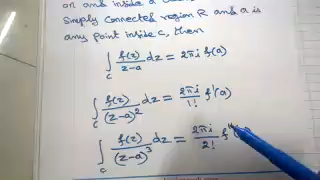 on and inside a
Simply Connected region R and a is
any point inside C, then
∫_C f(z)/(z-a) dz = 2πi f(a)
∫_C f(z)/(z-a)² dz = 2πi/1! f'(a)
∫_C f(z)/(z-a)³ dz = 2πi/2! f"